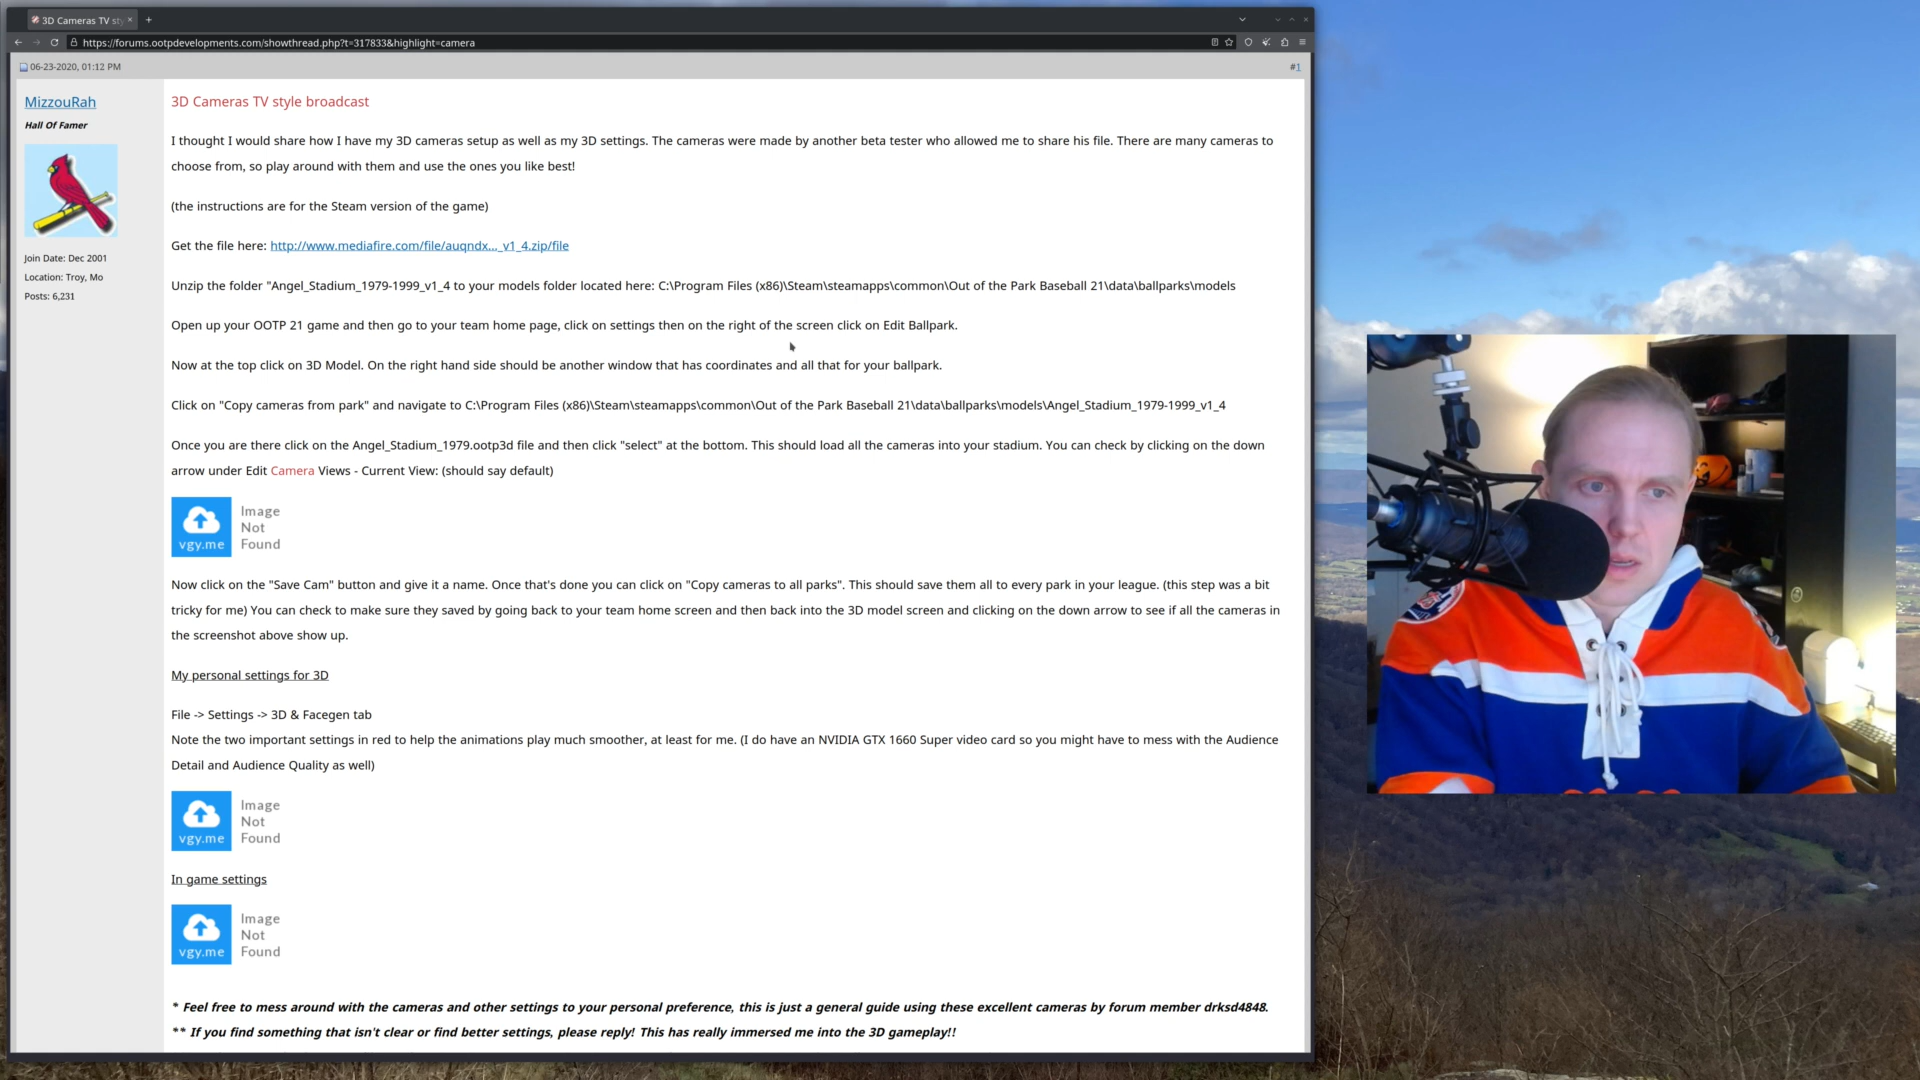 3D Cameras TV sty
https://forums.ootpdevelopments.com/showthread.php?t=317833&highlight=camera
06-23-2020, 01:12 PM
#1
MizzouRah
Hall Of Famer
Join Date: Dec 2001
Location: Troy, Mo
Posts: 6,231
3D Cameras TV style broadcast
I thought I would share how I have my 3D cameras setup as well as my 3D settings. The cameras were made by another beta tester who allowed me to share his file. There are many cameras to
choose from, so play around with them and use the ones you like best!
(the instructions are for the Steam version of the game)
Get the file here: http://www.mediafire.com/file/auqndx..._v1_4.zip/file
Unzip the folder "Angel_Stadium_1979-1999_v1_4 to your models folder located here: C:\Program Files (x86)\Steam\steamapps\common\Out of the Park Baseball 21\data\ballparks\models
Open up your OOTP 21 game and then go to your team home page, click on settings then on the right of the screen click on Edit Ballpark.
Now at the top click on 3D Model. On the right hand side should be another window that has coordinates and all that for your ballpark.
Click on "Copy cameras from park" and navigate to C:\Program Files (x86)\Steam\steamapps\common\Out of the Park Baseball 21\data\ballparks\models\Angel_Stadium_1979-1999_v1_4
Once you are there click on the Angel_Stadium_1979.ootp3d file and then click "select" at the bottom. This should load all the cameras into your stadium. You can check by clicking on the down
arrow under Edit Camera Views - Current View: (should say default)
vgy.me
Image
Not
Found
Now click on the "Save Cam" button and give it a name. Once that's done you can click on "Copy cameras to all parks". This should save them all to every park in your league. (this step was a bit
tricky for me) You can check to make sure they saved by going back to your team home screen and then back into the 3D model screen and clicking on the down arrow to see if all the cameras in
the screenshot above show up.
My personal settings for 3D
File -> Settings -> 3D & Facegen tab
Note the two important settings in red to help the animations play much smoother, at least for me. (I do have an NVIDIA GTX 1660 Super video card so you might have to mess with the Audience
Detail and Audience Quality as well)
vgy.me
Image
Not
Found
In game settings
vgy.me
Image
Not
Found
* Feel free to mess around with the cameras and other settings to your personal preference, this is just a general guide using these excellent cameras by forum member drksd4848.
** If you find something that isn't clear or find better settings, please reply! This has really immersed me into the 3D gameplay!!